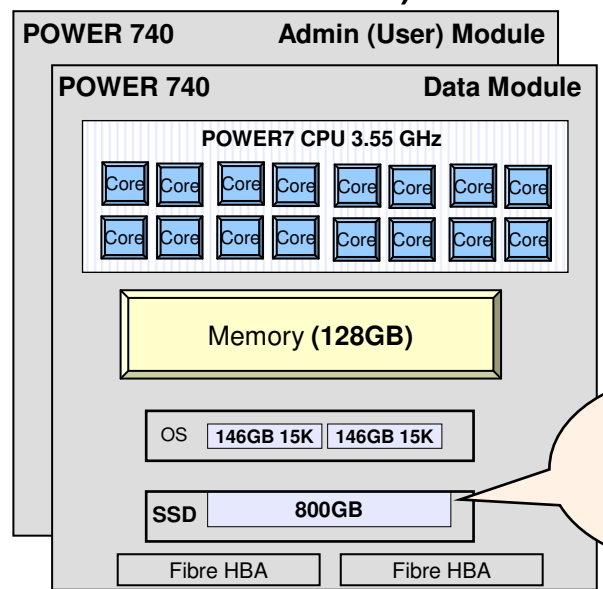 POWER 740 Admin (User) Module
POWER 740 Data Module
POWER7 CPU 3.55 GHz
Core Core Core Core Core Core Core Core
Core Core Core Core Core Core Core Core
Memory (128GB)
OS 146GB 15K 146GB 15K
SSD 800GB
Fibre HBA Fibre HBA